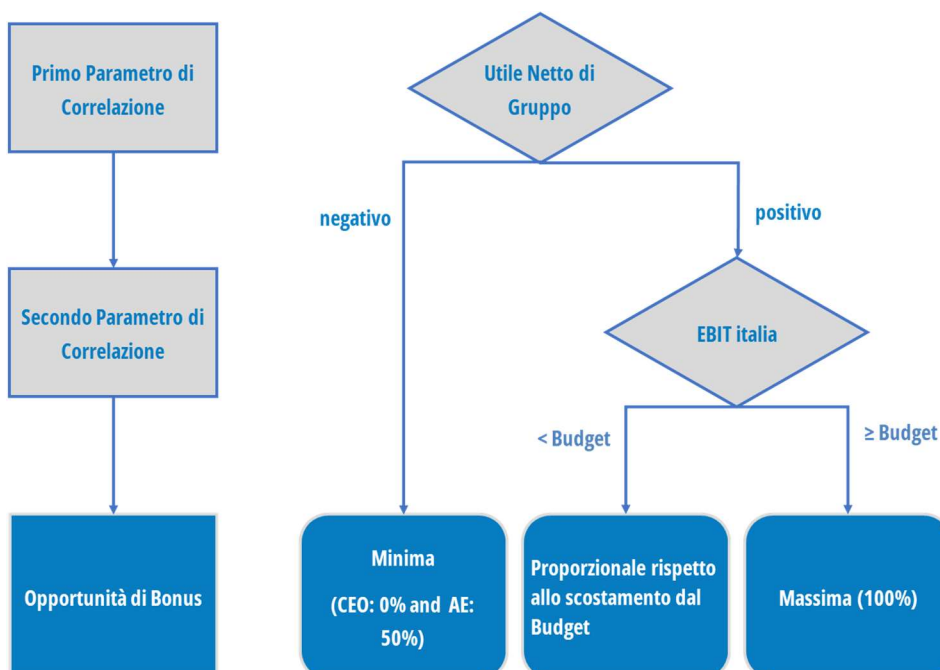 Primo Parametro di
Correlazione
Utile Netto di
Gruppo
negativo
positivo
Secondo Parametro di
Correlazione
EBIT italia
< Budget
≥ Budget
Opportunità di Bonus
Minima
(CEO: 0% and AE:
50%)
Proporzionale rispetto
allo scostamento dal
Budget
Massima (100%)